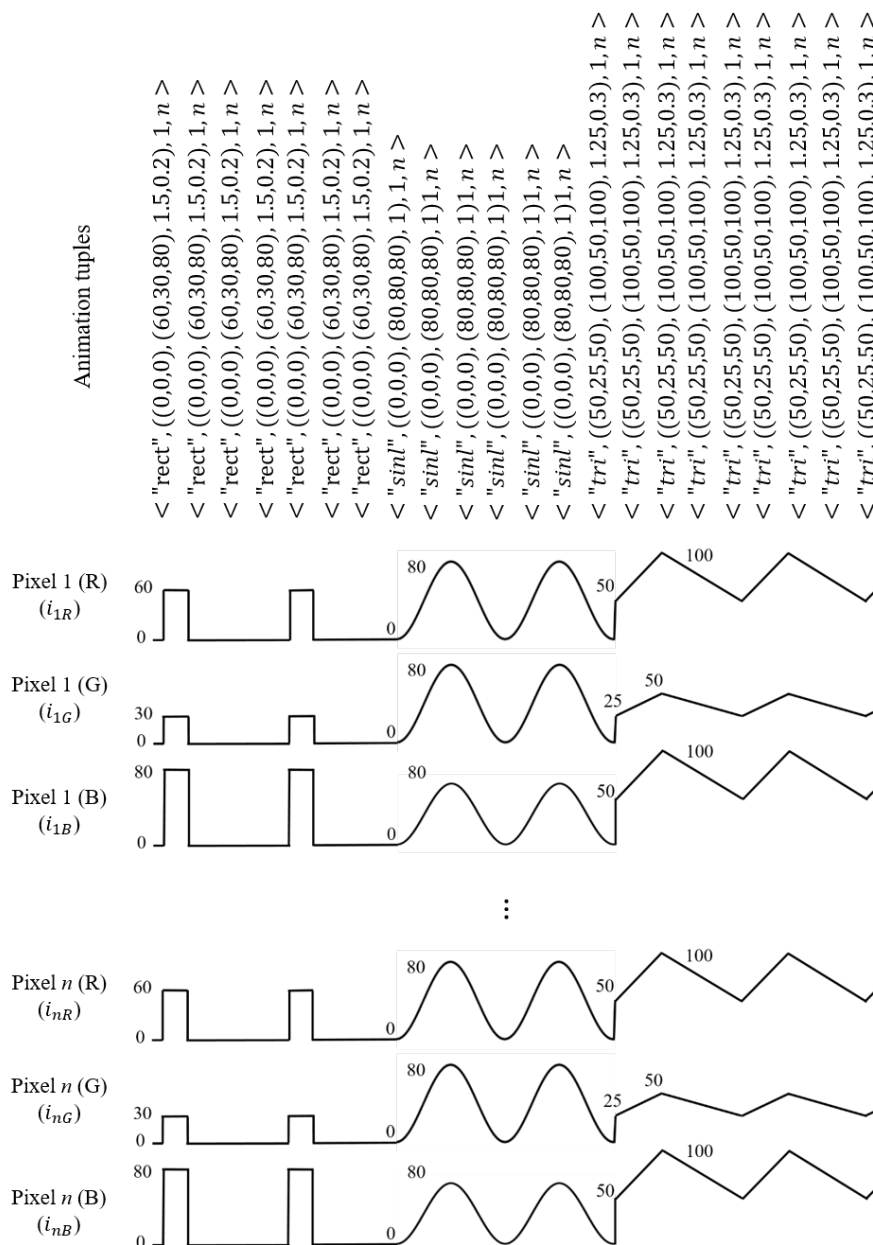 Animation tuples
< "rect", ((0,0,0), (60,30,80), 1.5,0.2), 1, n >
< "rect", ((0,0,0), (60,30,80), 1.5,0.2), 1, n >
< "rect", ((0,0,0), (60,30,80), 1.5,0.2), 1, n >
< "rect", ((0,0,0), (60,30,80), 1.5,0.2), 1, n >
< "rect", ((0,0,0), (60,30,80), 1.5,0.2), 1, n >
< "rect", ((0,0,0), (60,30,80), 1.5,0.2), 1, n >
< "rect", ((0,0,0), (60,30,80), 1.5,0.2), 1, n >
< "sinl", ((0,0,0), (80,80,80), 1), 1, n >
< "sinl", ((0,0,0), (80,80,80), 1)1, n >
< "sinl", ((0,0,0), (80,80,80), 1)1, n >
< "sinl", ((0,0,0), (80,80,80), 1)1, n >
< "sinl", ((0,0,0), (80,80,80), 1)1, n >
< "sinl", ((0,0,0), (80,80,80), 1)1, n >
< "tri", ((50,25,50), (100,50,100), 1.25,0.3), 1, n >
< "tri", ((50,25,50), (100,50,100), 1.25,0.3), 1, n >
< "tri", ((50,25,50), (100,50,100), 1.25,0.3), 1, n >
< "tri", ((50,25,50), (100,50,100), 1.25,0.3), 1, n >
< "tri", ((50,25,50), (100,50,100), 1.25,0.3), 1, n >
< "tri", ((50,25,50), (100,50,100), 1.25,0.3), 1, n >
< "tri", ((50,25,50), (100,50,100), 1.25,0.3), 1, n >
< "tri", ((50,25,50), (100,50,100), 1.25,0.3), 1, n >
< "tri", ((50,25,50), (100,50,100), 1.25,0.3), 1, n >
Pixel 1 (R)
(i1R)
60
0
80
0
50
100
Pixel 1 (G)
(i1G)
30
0
80
0
25
50
Pixel 1 (B)
(i1B)
80
0
80
0
50
100
⋮
Pixel n (R)
(inR)
60
0
80
0
50
100
Pixel n (G)
(inG)
30
0
80
0
25
50
Pixel n (B)
(inB)
80
0
80
0
50
100